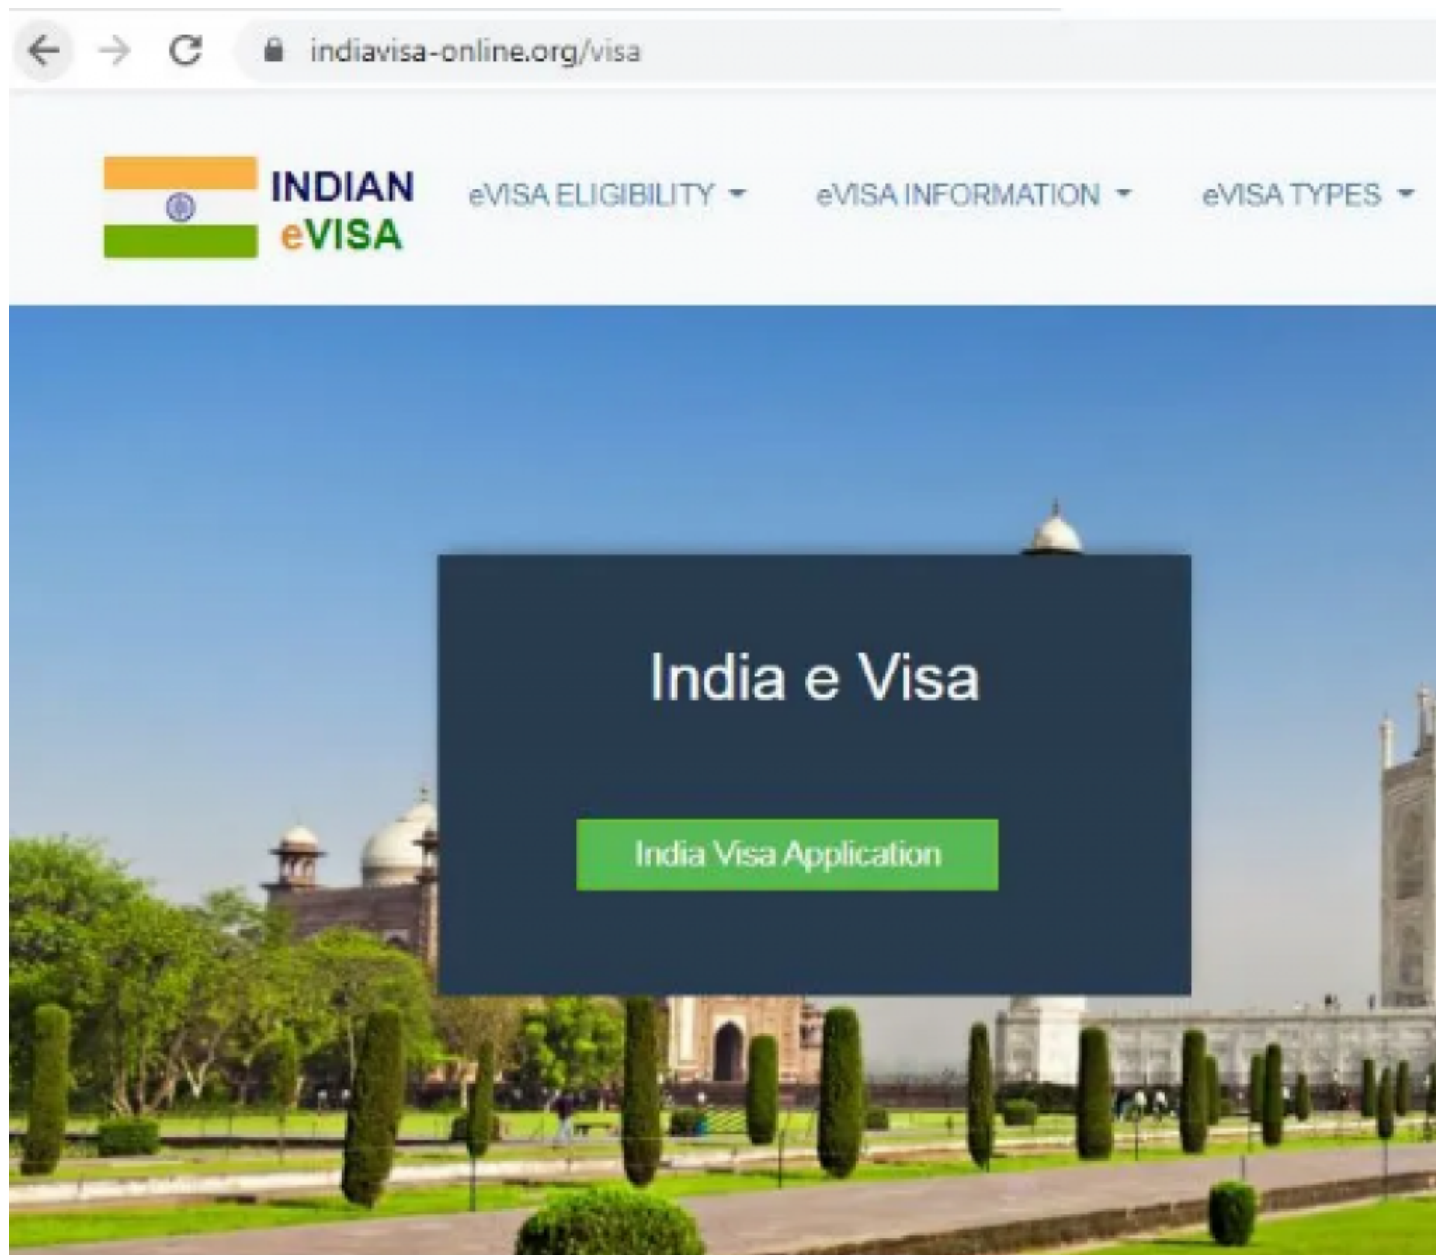 indiavisa-online.org/visa
INDIAN
eVISA
eVISA ELIGIBILITY
eVISA INFORMATION
eVISA TYPES
India e Visa
India Visa Application